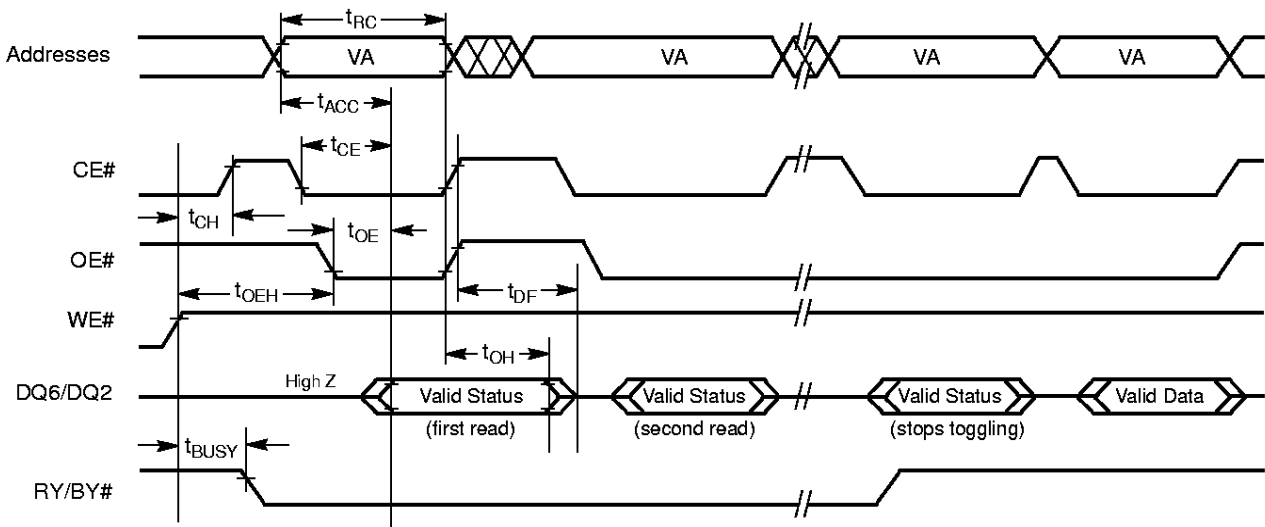 tRC
Addresses VA VA VA VA
tACC
tCE
CE#
tCH tOE
OE#
tOEH tDF
WE#
tOH
High Z
DQ6/DQ2 Valid Status Valid Status Valid Status Valid Data
(first read) (second read) (stops toggling)
tBUSY
RY/BY#